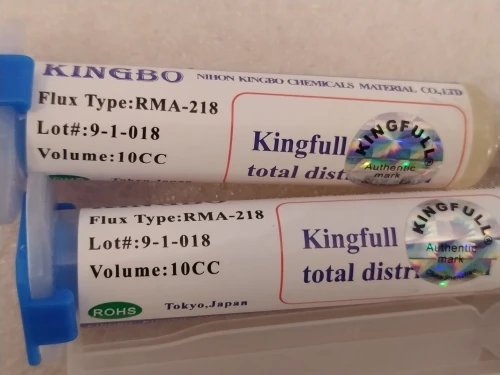 KINGBO NIHON KINGBO CHEMICALS MATERIAL CO.,LTD
Flux Type:RMA-218
Lot#:9-1-018
Volume:10CC
Kingfull
total dist
KINGFULL
Authentic
mark
Flux Type:RMA-218
Lot#:9-1-018
Volume:10CC
ROHS Tokyo,Japan
Kingfull
total distr
KINGFULL
Authentic
mark